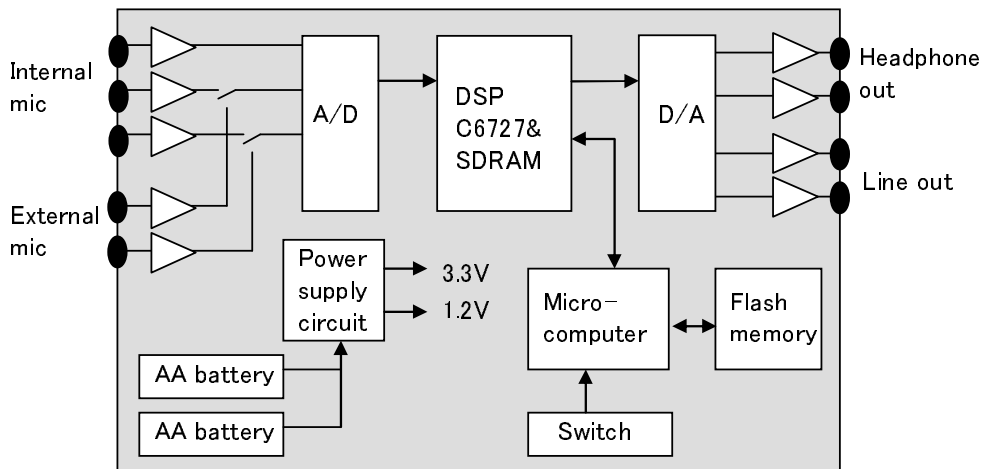 Internal
mic
External
mic
A/D
DSP
C6727&
SDRAM
D/A
Headphone
out
Line out
Power
supply
circuit
3.3V
1.2V
Micro-
computer
Flash
memory
AA battery
AA battery
Switch